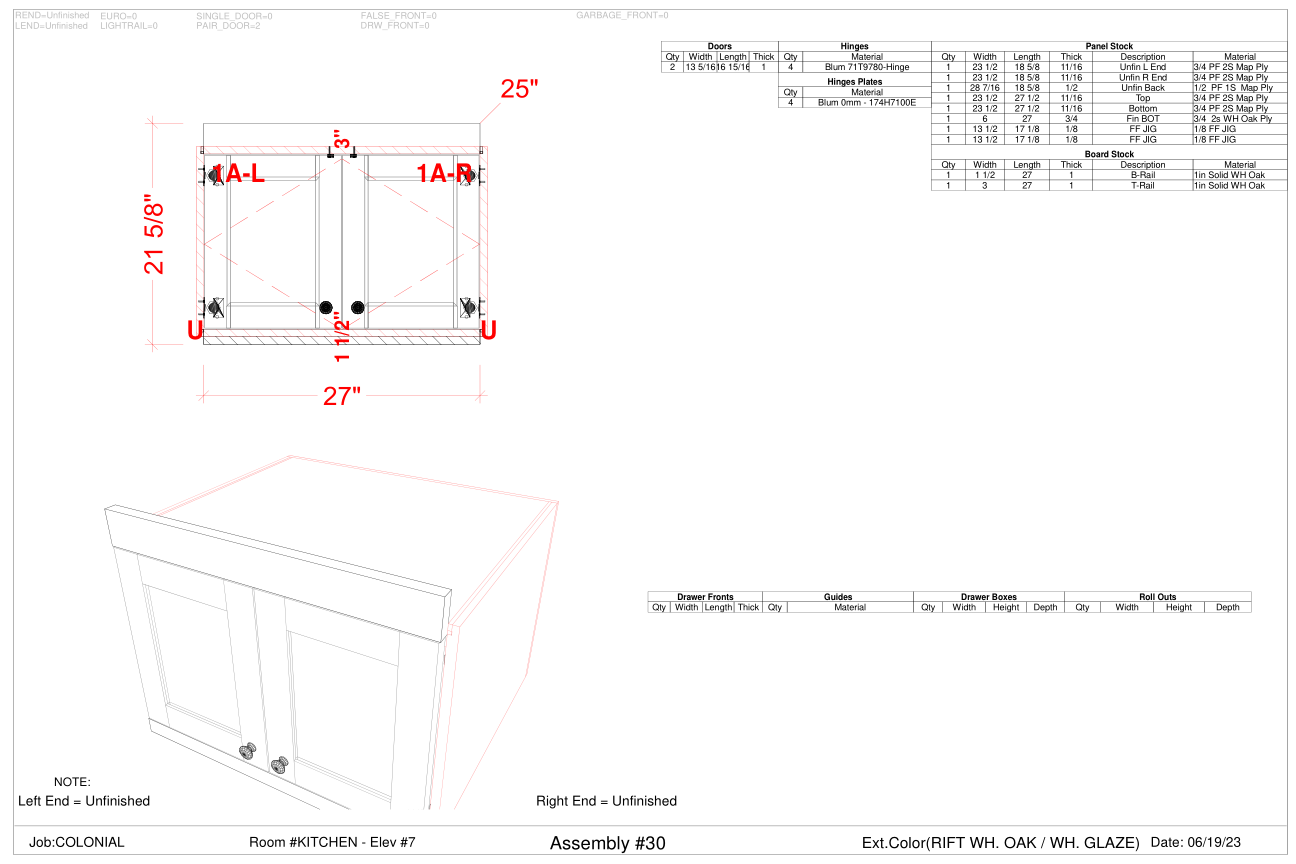 REND=Unfinished EURO=0 SINGLE_DOOR=0 FALSE_FRONT=0 GARBAGE_FRONT=0
LEND=Unfinished LIGHTRAIL=0 PAIR_DOOR=2 DRW_FRONT=0
Doors Hinges Panel Stock
Qty Width Length Thick Qty Material Qty Width Length Thick Description Material
2 13 5/16 16 15/16 1 4 Blum 71T9780-Hinge 1 23 1/2 18 5/8 11/16 Unfin L End 3/4 PF 2S Map Ply
1 23 1/2 18 5/8 11/16 Unfin R End 3/4 PF 2S Map Ply
Hinges Plates 1 28 7/16 18 5/8 1/2 Unfin Back 1/2 PF 1S Map Ply
Qty Material 1 23 1/2 27 1/2 11/16 Top 3/4 PF 2S Map Ply
4 Blum 0mm - 174H7100E 1 23 1/2 27 1/2 11/16 Bottom 3/4 PF 2S Map Ply
1 6 27 3/4 Fin BOT 3/4 2s WH Oak Ply
1 13 1/2 17 1/8 1/8 FF JIG 1/8 FF JIG
1 13 1/2 17 1/8 1/8 FF JIG 1/8 FF JIG
Board Stock
Qty Width Length Thick Description Material
1 1 1/2 27 1 B-Rail 1in Solid WH Oak
1 3 27 1 T-Rail 1in Solid WH Oak
25"
3"
1A-L 1A-R
21 5/8"
U U
1 1/2"
27"
Drawer Fronts Guides Drawer Boxes Roll Outs
Qty Width Length Thick Qty Material Qty Width Height Depth Qty Width Height Depth
NOTE:
Left End = Unfinished Right End = Unfinished
Job:COLONIAL Room #KITCHEN - Elev #7 Assembly #30 Ext.Color(RIFT WH. OAK / WH. GLAZE) Date: 06/19/23